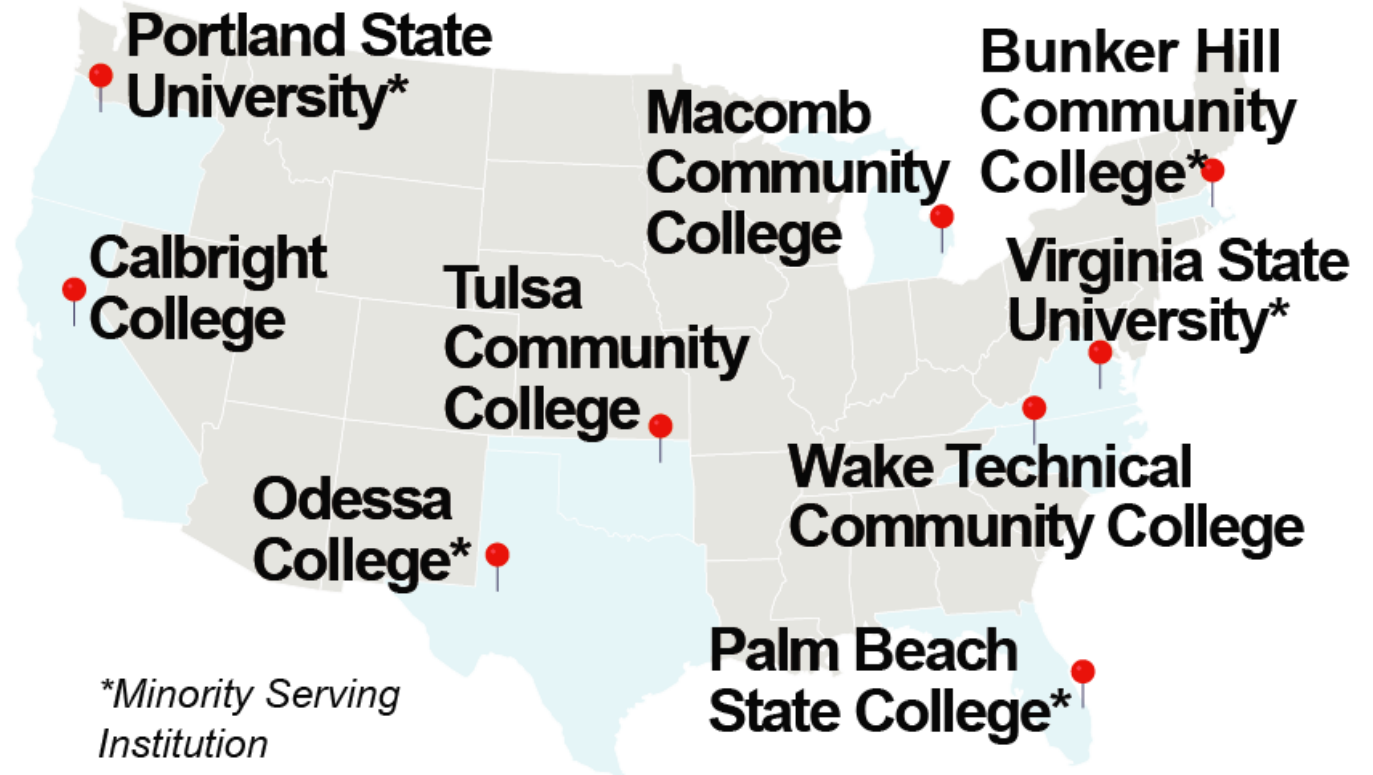 Portland State
University*
Bunker Hill
Community
College*
Macomb
Community
College
Calbright
College
Tulsa
Community
College
Virginia State
University*
Odessa
College*
Wake Technical
Community College
Palm Beach
State College*
*Minority Serving
Institution